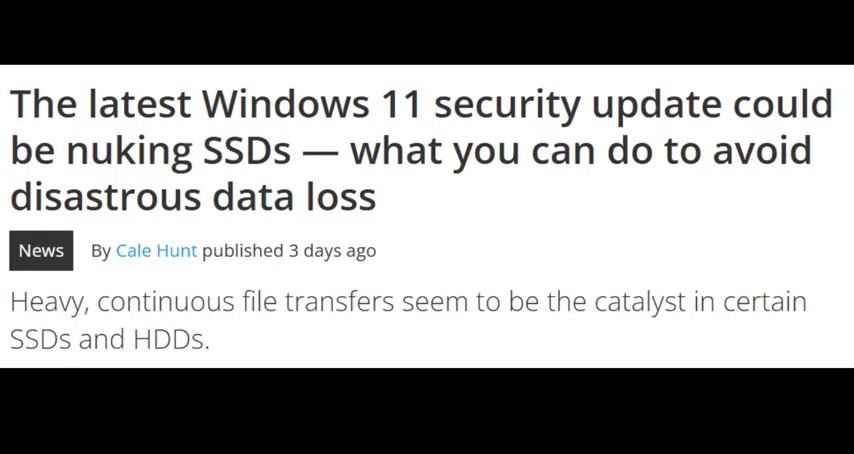 The latest Windows 11 security update could
be nuking SSDs — what you can do to avoid
disastrous data loss
News By Cale Hunt published 3 days ago
Heavy, continuous file transfers seem to be the catalyst in certain
SSDs and HDDs.